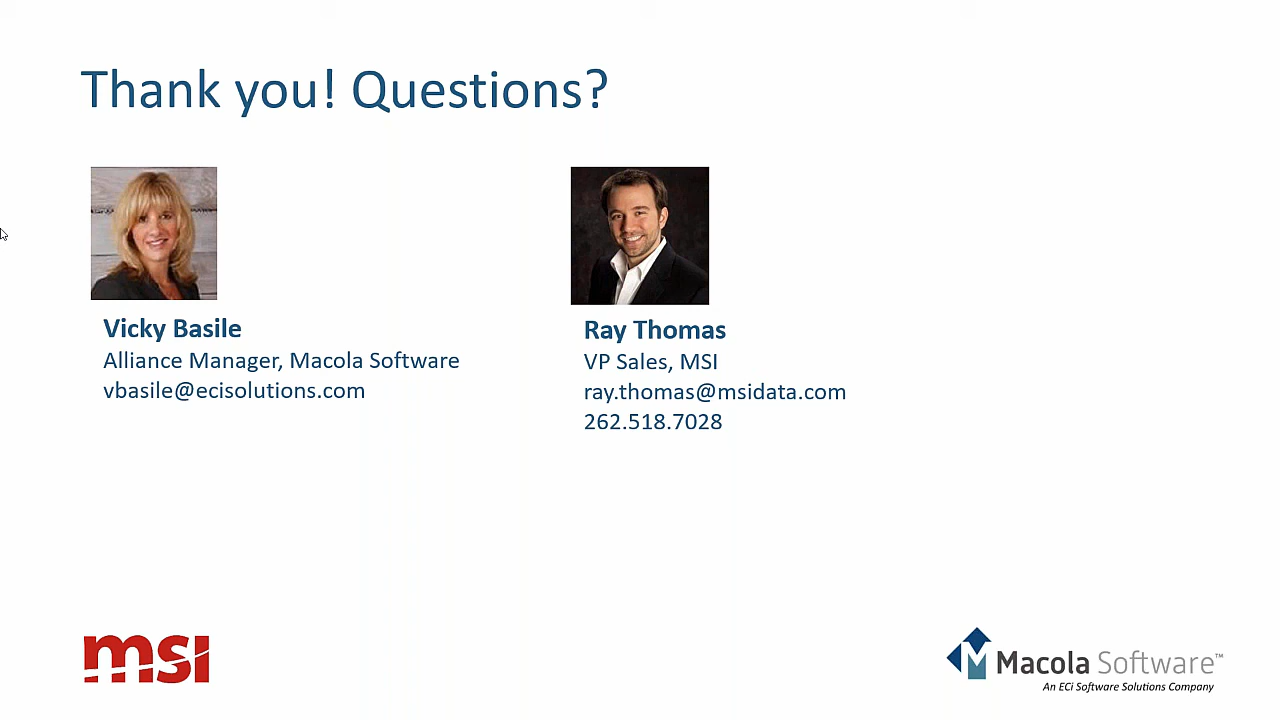 Thank you! Questions?
Vicky Basile
Alliance Manager, Macola Software
vbasile@ecisolutions.com
Ray Thomas
VP Sales, MSI
ray.thomas@msidata.com
262.518.7028
msi
Macola Software™
An ECi Software Solutions Company